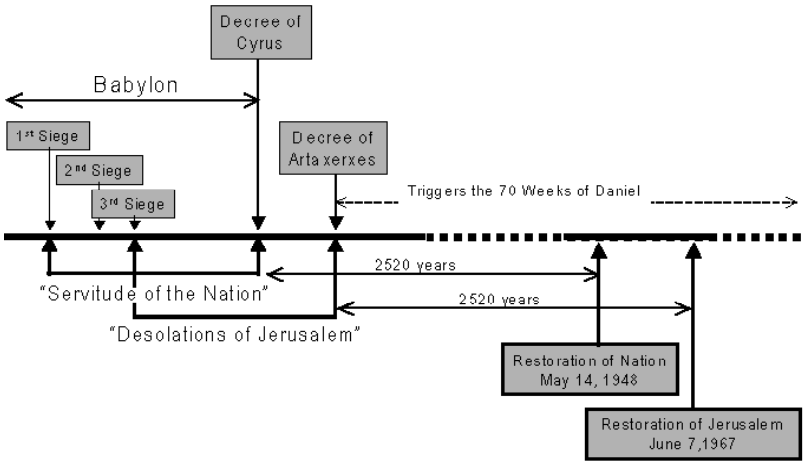 Decree of
Cyrus
Babylon
1st Siege
2nd Siege
3rd Siege
Decree of
Artaxerxes
Triggers the 70 Weeks of Daniel
2520 years
"Servitude of the Nation"
2520 years
"Desolations of Jerusalem"
Restoration of Nation
May 14, 1948
Restoration of Jerusalem
June 7,1967